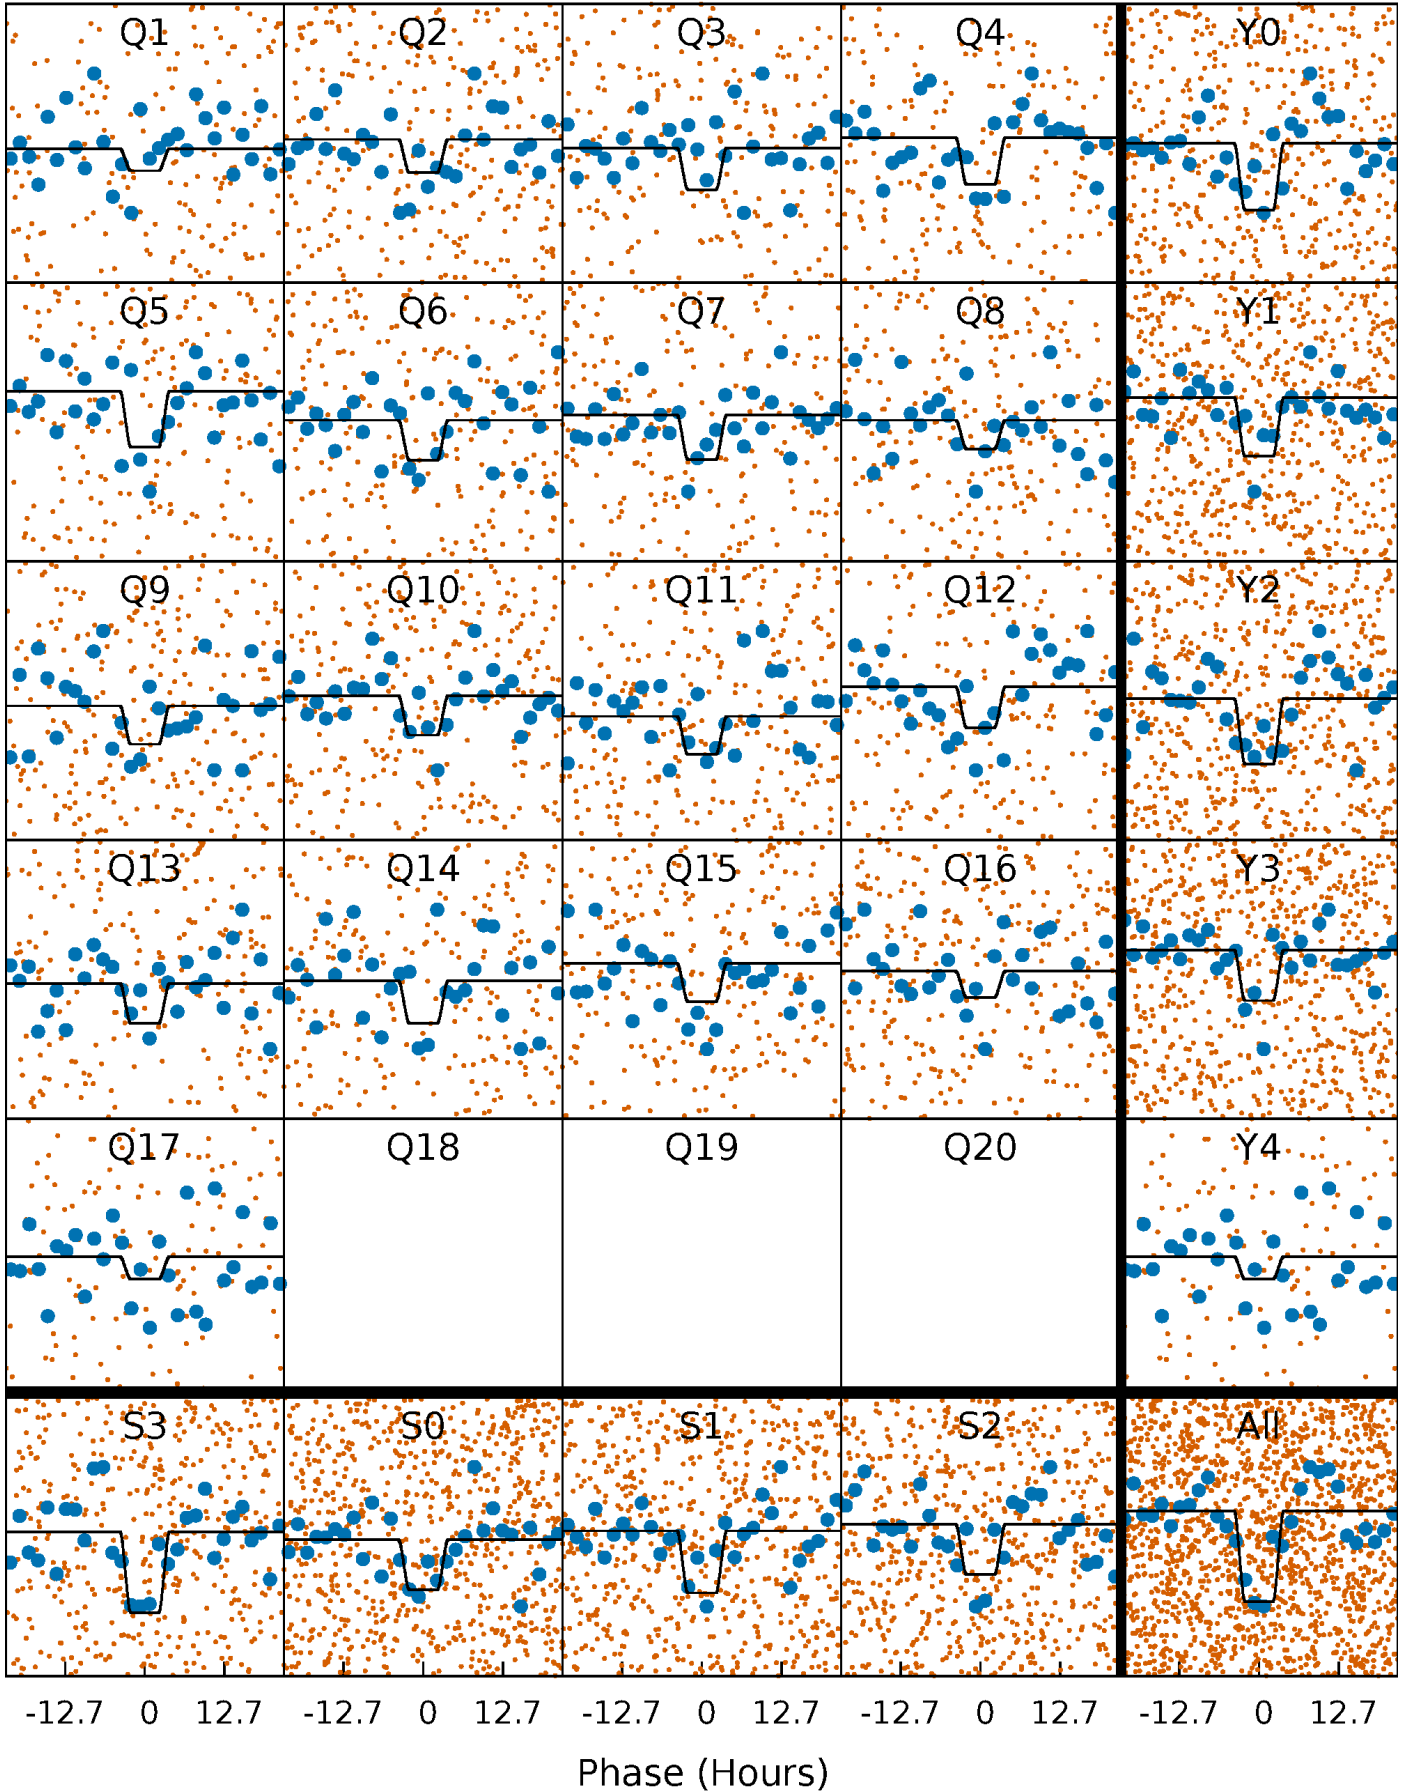 Q1 Q2 Q3 Q4 Y0
Q5 Q6 Q7 Q8 Y1
Q9 Q10 Q11 Q12 Y2
Q13 Q14 Q15 Q16 Y3
Q17 Q18 Q19 Q20 Y4
S3 S0 S1 S2 All
-12.7 0 12.7 -12.7 0 12.7 -12.7 0 12.7 -12.7 0 12.7 -12.7 0 12.7
Phase (Hours)